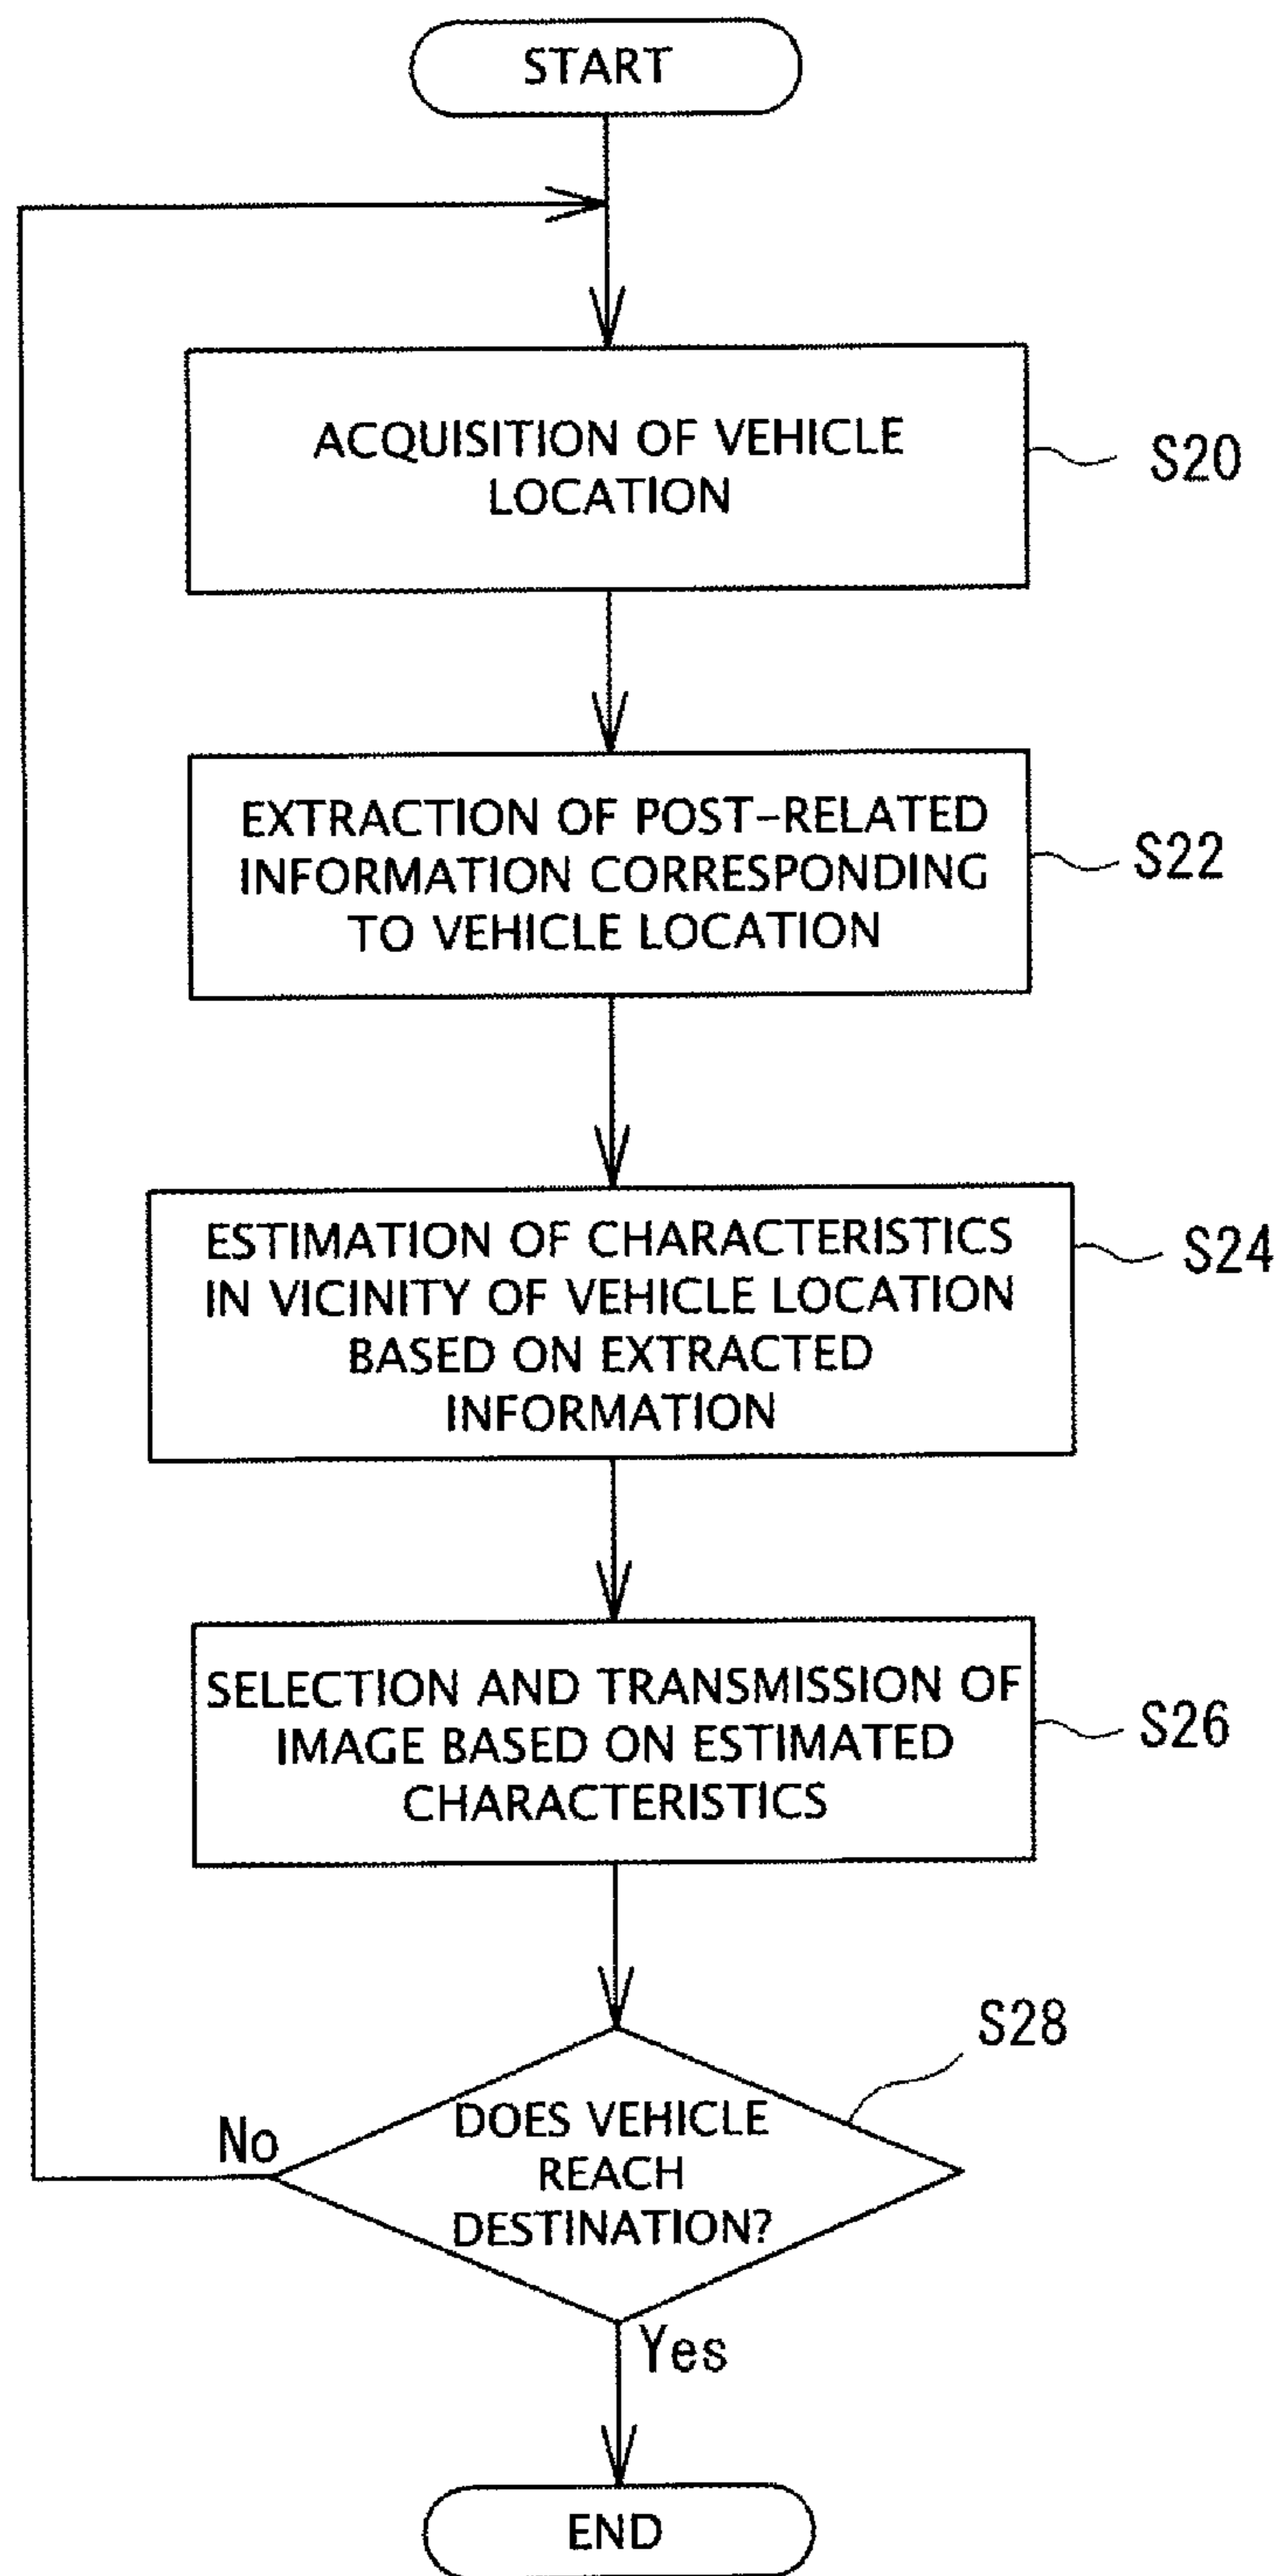 START
ACQUISITION OF VEHICLE
LOCATION
S20
EXTRACTION OF POST-RELATED
INFORMATION CORRESPONDING
TO VEHICLE LOCATION
S22
ESTIMATION OF CHARACTERISTICS
IN VICINITY OF VEHICLE LOCATION
BASED ON EXTRACTED
INFORMATION
S24
SELECTION AND TRANSMISSION OF
IMAGE BASED ON ESTIMATED
CHARACTERISTICS
S26
S28
DOES VEHICLE
REACH
DESTINATION?
No
Yes
END